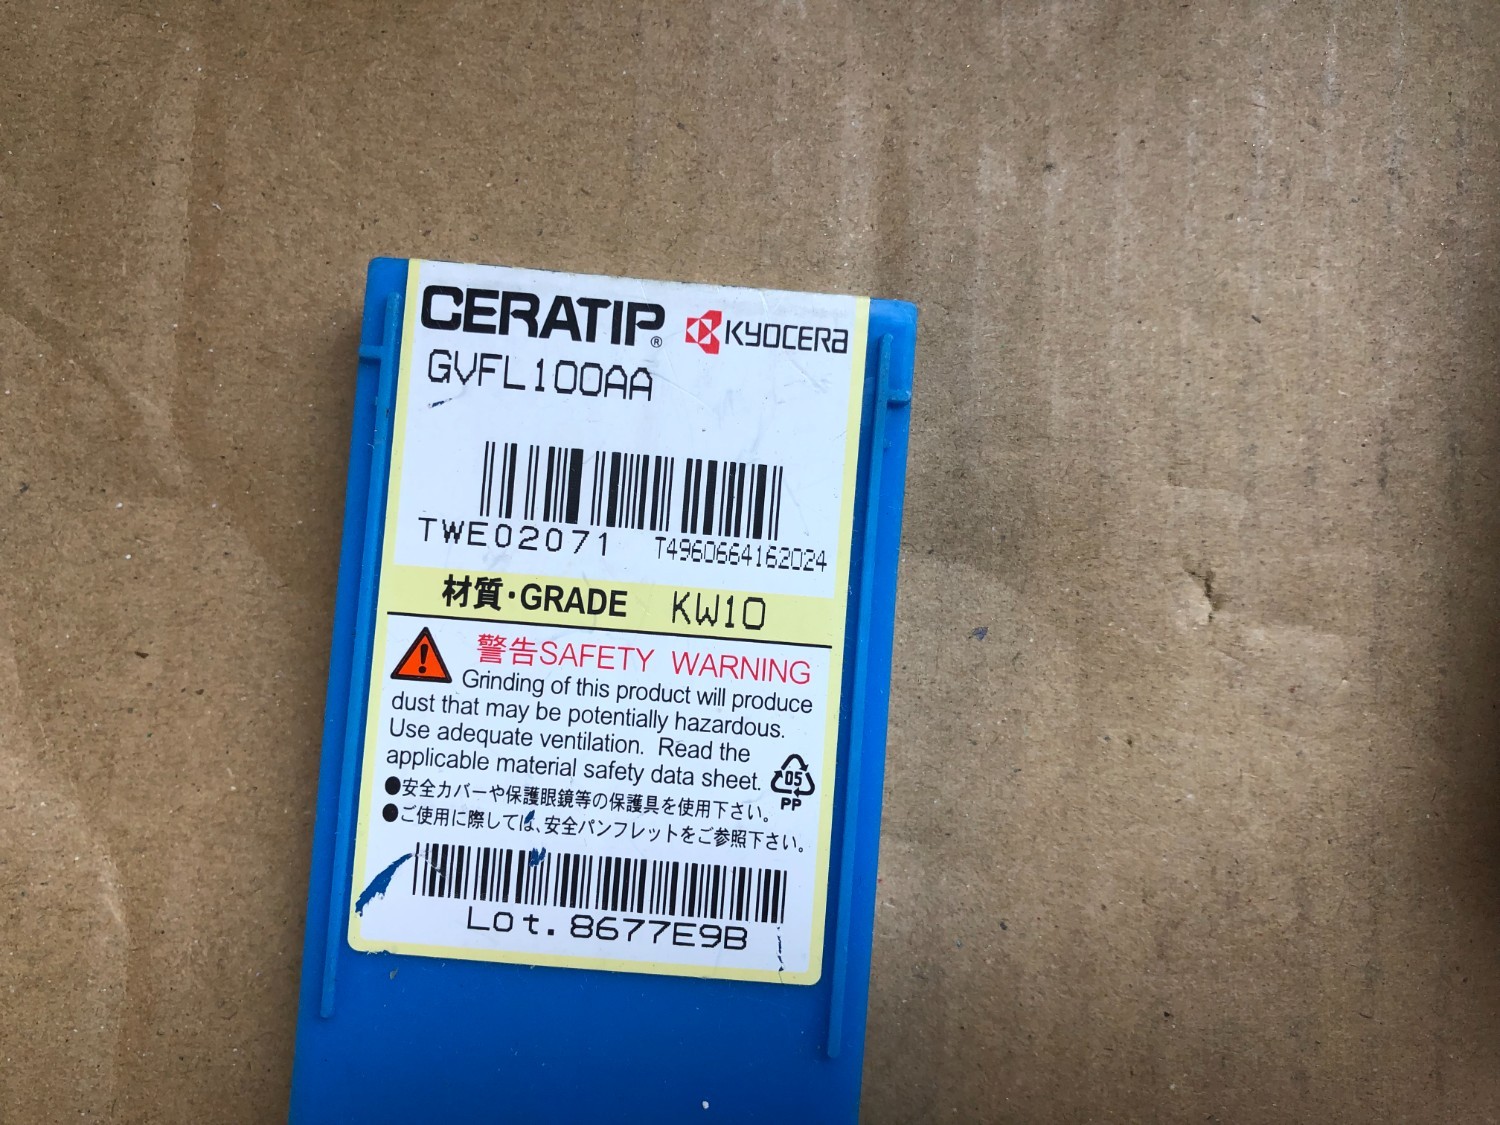 CERATIP® KYOCERA
GVFL100AA
TWE02071 T4960664162024
材質・GRADE KW10
警告SAFETY WARNING
Grinding of this product will produce
dust that may be potentially hazardous.
Use adequate ventilation. Read the
applicable material safety data sheet.
05
PP
●安全カバーや保護眼鏡等の保護具を使用下さい。
●ご使用に際しては、安全パンフレットをご参照下さい。
Lot.8677E9B